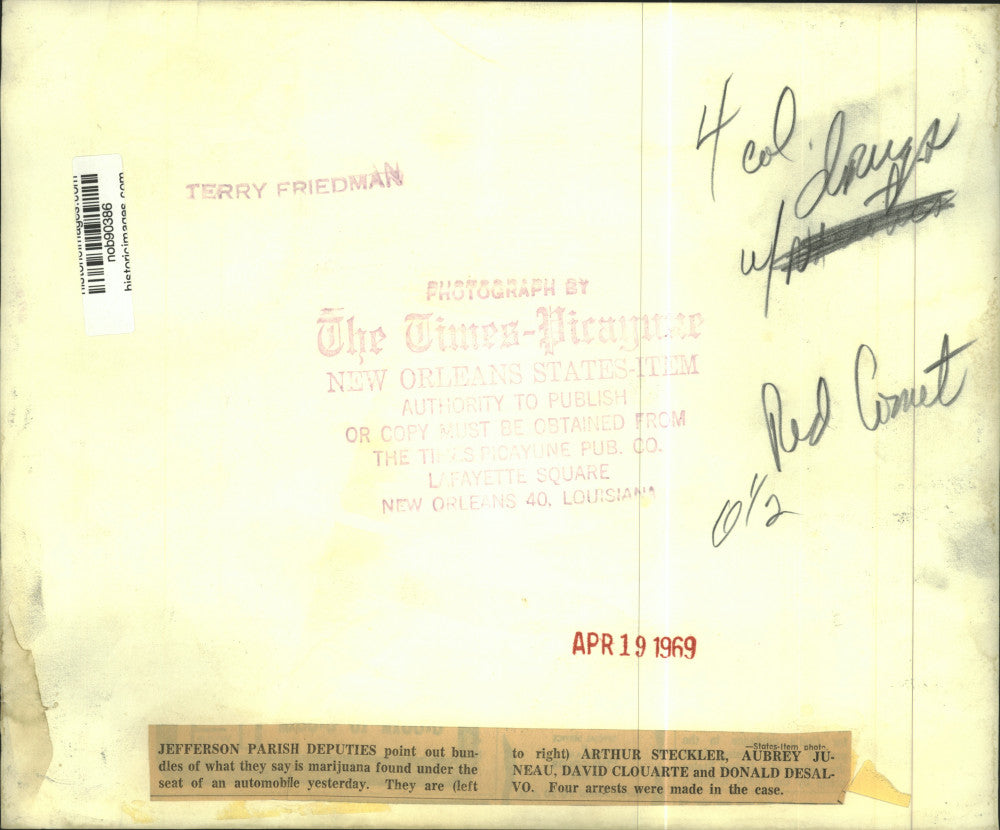 TERRY FRIEDMAN
historicimages.com
nob90386
historicimages.com
4 col. drugs
w/
PHOTOGRAPH BY
The Times-Picayune
NEW ORLEANS STATES-ITEM
AUTHORITY TO PUBLISH
OR COPY MUST BE OBTAINED FROM
THE TIMES PICAYUNE PUB. CO.
LAFAYETTE SQUARE
NEW ORLEANS 40, LOUISIANA
Red Comet
0 1/2
APR 19 1969
JEFFERSON PARISH DEPUTIES point out bun-
dles of what they say is marijuana found under the
seat of an automobile yesterday. They are (left
—States-Item photo.
to right) ARTHUR STECKLER, AUBREY JU-
NEAU, DAVID CLOUARTE and DONALD DESAL-
VO. Four arrests were made in the case.